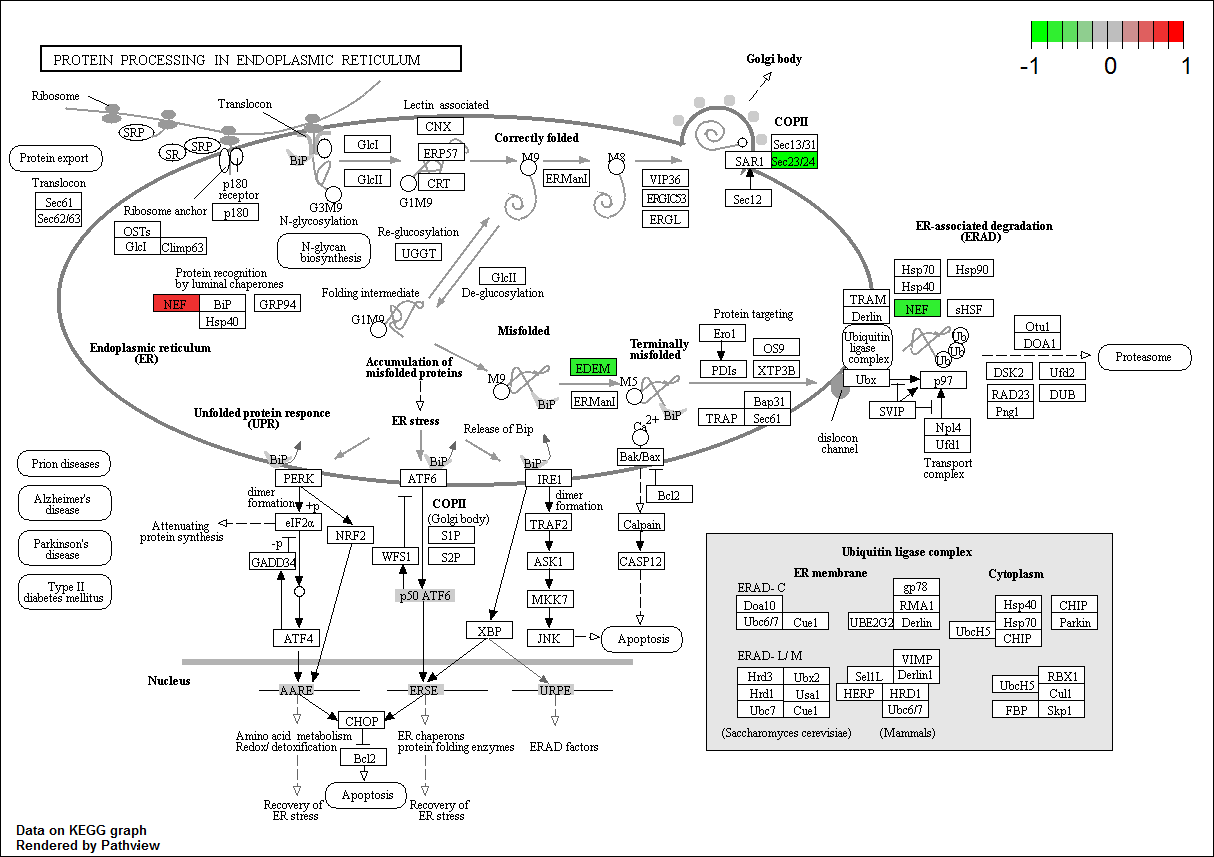 PROTEIN PROCESSING IN ENDOPLASMIC RETICULUM
-1 0 1
Golgi body
Ribosome
Translocon
Lectin associated
CNX
COPII
SRP
SRP
SR
GlcI
ERP57
Correctly folded
Sec13/31
Protein export
BiP
M9
M8
SAR1
Sec23/24
Translocon
GlcII
CRT
ERManI
VIP36
Sec61
p180
receptor
G3M9
G1M9
ERGIC53
Sec12
Sec62/63
Ribosome anchor
p180
N-glycosylation
ERGL
OSTs
Re-glucosylation
ER-associated degradation
(ERAD)
GlcI
Climp63
N-glycan
biosynthesis
UGGT
Protein recognition
by luminal chaperones
GlcII
Hsp70
Hsp90
Hsp40
Folding intermediate
De-glucosylation
NEF
BiP
GRP94
TRAM
NEF
sHSF
Hsp40
G1M9
Derlin
Protein targeting
Misfolded
Ero1
Otu1
Endoplasmic reticulum
(ER)
Terminally
misfolded
OS9
Ubiquitin
ligase
complex
Ub
Ub
Ub
DOA1
Proteasome
Accumulation of
misfolded proteins
EDEM
PDIs
XTP3B
DSK2
Ufd2
M9
M5
Ubx
p97
BiP
ERManI
RAD23
DUB
Unfolded protein responce
(UPR)
ER stress
BiP
Bap31
SVIP
Png1
Release of Bip
Ca2+
TRAP
Sec61
Npl4
dislocon
channel
Ufd1
BiP
BiP
BiP
Bak/Bax
Transport
complex
Prion diseases
PERK
ATF6
IRE1
Alzheimer's
disease
dimer
formation
+p
COPII
(Golgi body)
dimer
formation
Bcl2
Attenuating
protein synthesis
eIF2α
NRF2
S1P
TRAF2
Calpain
Parkinson's
disease
-p
GADD34
WFS1
S2P
ASK1
CASP12
Type II
diabetes mellitus
p50 ATF6
MKK7
ATF4
XBP
JNK
Apoptosis
Nucleus
AARE
ERSE
URPE
CHOP
Amino acid metabolism
Redox/ detoxification
ER chaperons
protein folding enzymes
ERAD factors
Bcl2
Apoptosis
Recovery of
ER stress
Recovery of
ER stress
Ubiquitin ligase complex
ER membrane
Cytoplasm
ERAD- C
gp78
Doa10
RMA1
Hsp40
CHIP
Ubc6/7
Cue1
UBE2G2
Derlin
UbcH5
Hsp70
Parkin
CHIP
ERAD- L/ M
VIMP
Hrd3
Ubx2
Sel1L
Derlin1
RBX1
Hrd1
Usa1
HERP
HRD1
UbcH5
Cul1
Ubc7
Cue1
Ubc6/7
FBP
Skp1
(Saccharomyces cerevisiae)
(Mammals)
Data on KEGG graph
Rendered by Pathview